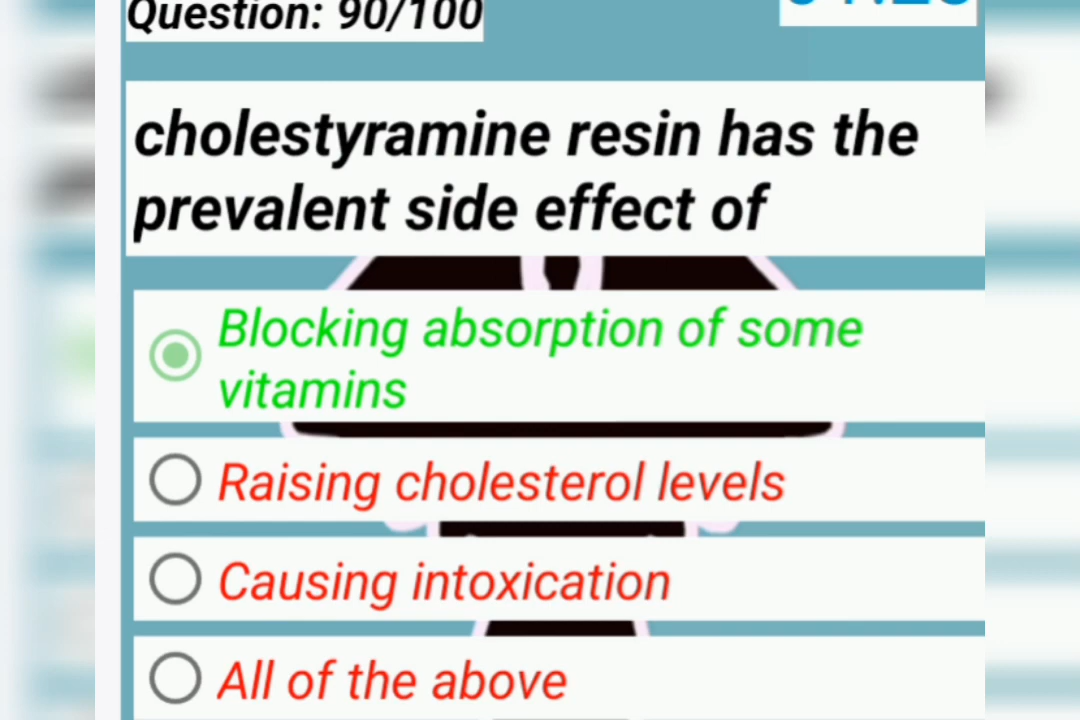 Question: 90/100
cholestyramine resin has the
prevalent side effect of
Blocking absorption of some
vitamins
Raising cholesterol levels
Causing intoxication
All of the above